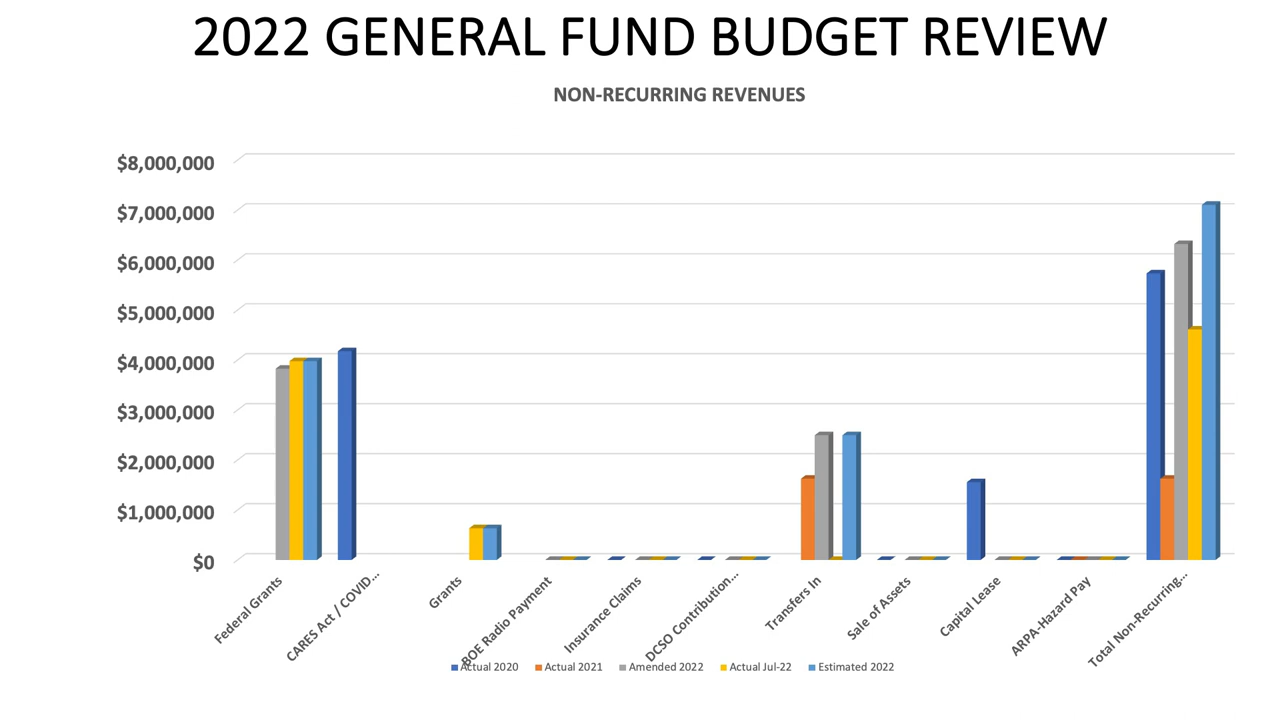 2022 GENERAL FUND BUDGET REVIEW
NON-RECURRING REVENUES
$8,000,000
$7,000,000
$6,000,000
$5,000,000
$4,000,000
$3,000,000
$2,000,000
$1,000,000
$0
Federal Grants
CARES Act / COVID...
Grants
BOE Radio Payment
Insurance Claims
DCSO Contribution...
Transfers In
Sale of Assets
Capital Lease
ARPA-Hazard Pay
Total Non-Recurring...
Actual 2020
Actual 2021
Amended 2022
Actual Jul-22
Estimated 2022